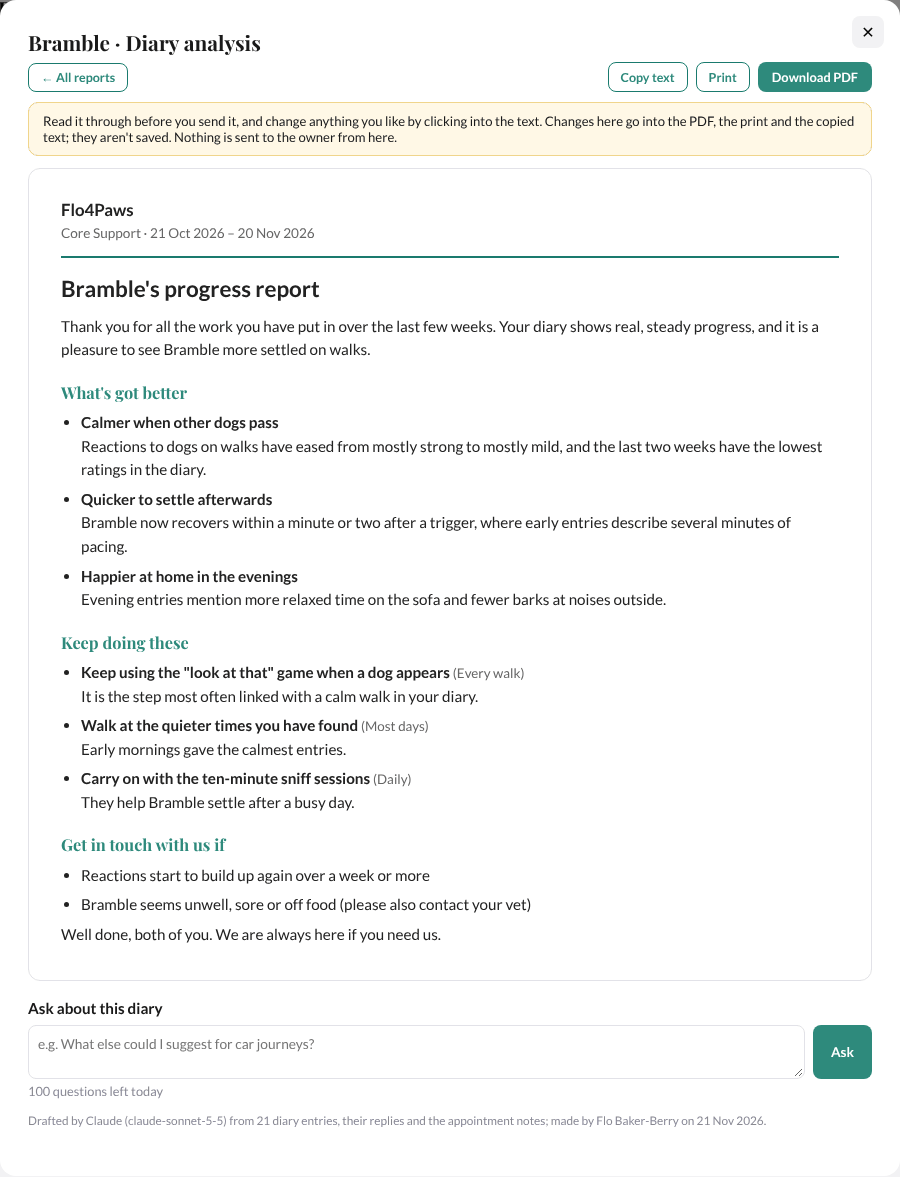 Bramble · Diary analysis
✕
← All reports
Copy text
Print
Download PDF
Read it through before you send it, and change anything you like by clicking into the text. Changes here go into the PDF, the print and the copied
text; they aren't saved. Nothing is sent to the owner from here.
Flo4Paws
Core Support · 21 Oct 2026 – 20 Nov 2026
Bramble's progress report
Thank you for all the work you have put in over the last few weeks. Your diary shows real, steady progress, and it is a
pleasure to see Bramble more settled on walks.
What's got better
• Calmer when other dogs pass
Reactions to dogs on walks have eased from mostly strong to mostly mild, and the last two weeks have the lowest
ratings in the diary.
• Quicker to settle afterwards
Bramble now recovers within a minute or two after a trigger, where early entries describe several minutes of
pacing.
• Happier at home in the evenings
Evening entries mention more relaxed time on the sofa and fewer barks at noises outside.
Keep doing these
• Keep using the "look at that" game when a dog appears (Every walk)
It is the step most often linked with a calm walk in your diary.
• Walk at the quieter times you have found (Most days)
Early mornings gave the calmest entries.
• Carry on with the ten-minute sniff sessions (Daily)
They help Bramble settle after a busy day.
Get in touch with us if
• Reactions start to build up again over a week or more
• Bramble seems unwell, sore or off food (please also contact your vet)
Well done, both of you. We are always here if you need us.
Ask about this diary
e.g. What else could I suggest for car journeys?
Ask
100 questions left today
Drafted by Claude (claude-sonnet-5-5) from 21 diary entries, their replies and the appointment notes; made by Flo Baker-Berry on 21 Nov 2026.